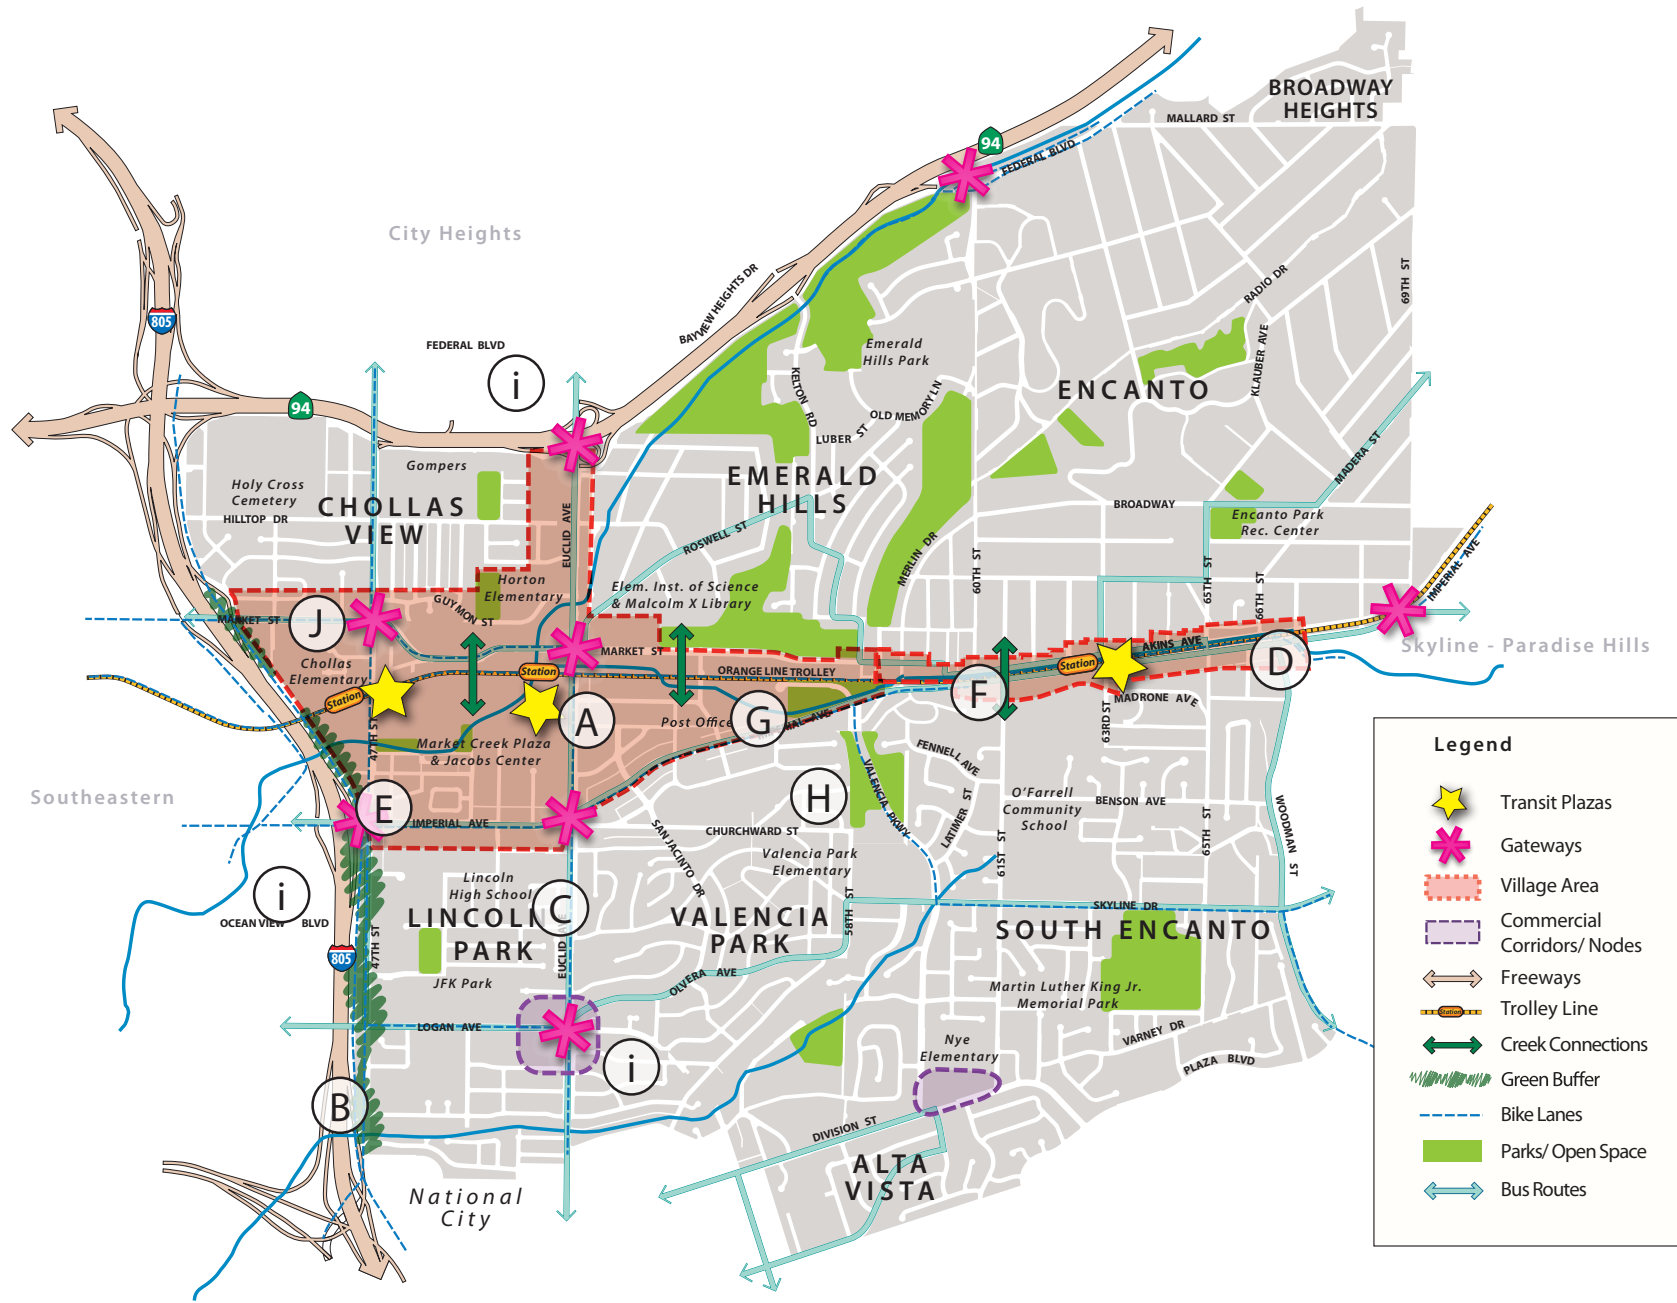 BROADWAY
HEIGHTS
MALLARD ST
94
FEDERAL BLVD
City Heights
69TH ST
RADIO DR
BAYVIEW HEIGHTS DR
805
FEDERAL BLVD
i
Emerald
Hills Park
KLAUBER AVE
KELTON RD
ENCANTO
94
OLD MEMORY LN
LUBER ST
MADERA ST
Gompers
EMERALD
HILLS
Holy Cross
Cemetery
CHOLLAS
VIEW
HILLTOP DR
BROADWAY
Encanto Park
Rec. Center
EUCLID AVE
ROSWELL ST
MERLIN DR
60TH ST
65TH ST
66TH ST
IMPERIAL AVE
Horton
Elementary
Elem. Inst. of Science
& Malcolm X Library
GUYMON ST
MARKET ST
J
Chollas
Elementary
MARKET ST
AKINS AVE
Skyline - Paradise Hills
Station
Station
ORANGE LINE TROLLEY
Station
D
F
MADRONE AVE
Station
47TH ST
A
Post Office
G
IAL AVE
63RD ST
Market Creek Plaza
& Jacobs Center
FENNELL AVE
VALENCIA PKWY
Southeastern
E
H
O'Farrell
Community
School
BENSON AVE
LATIMER ST
65TH ST
WOODMAN ST
IMPERIAL AVE
CHURCHWARD ST
SAN JACINTO DR
61ST ST
Valencia Park
Elementary
Lincoln
High School
i
C
OCEAN VIEW BLVD
LINCOLN
PARK
VALENCIA
PARK
58TH ST
SKYLINE DR
SOUTH ENCANTO
47TH ST
EUCLID AVE
805
JFK Park
OLVERA AVE
Martin Luther King Jr.
Memorial Park
LOGAN AVE
VARNEY DR
Nye
Elementary
PLAZA BLVD
i
B
DIVISION ST
ALTA
VISTA
National
City
Legend
Transit Plazas
Gateways
Village Area
Commercial
Corridors/ Nodes
Freeways
Station
Trolley Line
Creek Connections
Green Buffer
Bike Lanes
Parks/ Open Space
Bus Routes